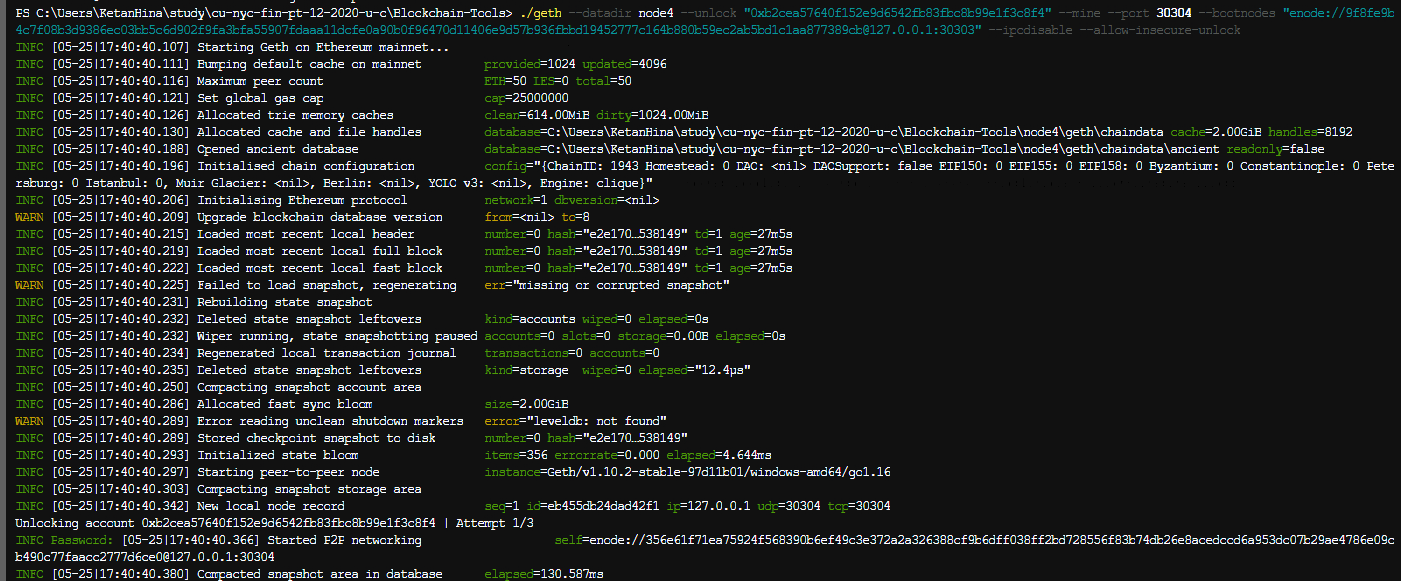 PS C:\Users\KetanHina\study\cu-nyc-fin-pt-12-2020-u-c\Blockchain-Tools> ./geth --datadir node4 --unlock "0xb2cea57640f152e9d6542fb83fbc8b99e1f3c8f4" --mine --port 30304 --bootnodes "enode://9f8fe9b
4c7f08b3d9386ec03bb5c6d902f9fa3bfa55907fdaaa11dcfe0a90b0f96470d11406e9d57b936fbbd19452777c164b880b59ec2ab5bd1c1aa877389cb@127.0.0.1:30303" --ipcdisable --allow-insecure-unlock
INFO [05-25|17:40:40.107] Starting Geth on Ethereum mainnet...
INFO [05-25|17:40:40.111] Bumping default cache on mainnet provided=1024 updated=4096
INFO [05-25|17:40:40.116] Maximum peer count ETH=50 LES=0 total=50
INFO [05-25|17:40:40.121] Set global gas cap cap=25000000
INFO [05-25|17:40:40.126] Allocated trie memory caches clean=614.00MiB dirty=1024.00MiB
INFO [05-25|17:40:40.130] Allocated cache and file handles database=C:\Users\KetanHina\study\cu-nyc-fin-pt-12-2020-u-c\Blockchain-Tools\node4\geth\chaindata cache=2.00GiB handles=8192
INFO [05-25|17:40:40.188] Opened ancient database database=C:\Users\KetanHina\study\cu-nyc-fin-pt-12-2020-u-c\Blockchain-Tools\node4\geth\chaindata\ancient readonly=false
INFO [05-25|17:40:40.196] Initialised chain configuration config="{ChainID: 1943 Homestead: 0 DAO: <nil> DAOSupport: false EIP150: 0 EIP155: 0 EIP158: 0 Byzantium: 0 Constantinople: 0 Pete
rsburg: 0 Istanbul: 0, Muir Glacier: <nil>, Berlin: <nil>, YOLO v3: <nil>, Engine: clique}"
INFO [05-25|17:40:40.206] Initialising Ethereum protocol network=1 dbversion=<nil>
WARN [05-25|17:40:40.209] Upgrade blockchain database version from=<nil> to=8
INFO [05-25|17:40:40.215] Loaded most recent local header number=0 hash="e2e170…538149" td=1 age=27m5s
INFO [05-25|17:40:40.219] Loaded most recent local full block number=0 hash="e2e170…538149" td=1 age=27m5s
INFO [05-25|17:40:40.222] Loaded most recent local fast block number=0 hash="e2e170…538149" td=1 age=27m5s
WARN [05-25|17:40:40.225] Failed to load snapshot, regenerating err="missing or corrupted snapshot"
INFO [05-25|17:40:40.231] Rebuilding state snapshot
INFO [05-25|17:40:40.232] Deleted state snapshot leftovers kind=accounts wiped=0 elapsed=0s
INFO [05-25|17:40:40.232] Wiper running, state snapshotting paused accounts=0 slots=0 storage=0.00B elapsed=0s
INFO [05-25|17:40:40.234] Regenerated local transaction journal transactions=0 accounts=0
INFO [05-25|17:40:40.235] Deleted state snapshot leftovers kind=storage wiped=0 elapsed="12.4µs"
INFO [05-25|17:40:40.250] Compacting snapshot account area
INFO [05-25|17:40:40.286] Allocated fast sync bloom size=2.00GiB
WARN [05-25|17:40:40.289] Error reading unclean shutdown markers error="leveldb: not found"
INFO [05-25|17:40:40.289] Stored checkpoint snapshot to disk number=0 hash="e2e170…538149"
INFO [05-25|17:40:40.293] Initialized state bloom items=356 errorrate=0.000 elapsed=4.644ms
INFO [05-25|17:40:40.297] Starting peer-to-peer node instance=Geth/v1.10.2-stable-97d11b01/windows-amd64/go1.16
INFO [05-25|17:40:40.303] Compacting snapshot storage area
INFO [05-25|17:40:40.342] New local node record seq=1 id=eb455db24dad42f1 ip=127.0.0.1 udp=30304 tcp=30304
Unlocking account 0xb2cea57640f152e9d6542fb83fbc8b99e1f3c8f4 | Attempt 1/3
INFO Password: [05-25|17:40:40.366] Started P2P networking self=enode://356e61f71ea75924f568390b6ef49c3e372a2a326388cf9b6dff038ff2bd728556f83b74db26e8acedccd6a953dc07b29ae4786e09c
b490c77faacc2777d6ce0@127.0.0.1:30304
INFO [05-25|17:40:40.380] Compacted snapshot area in database elapsed=130.587ms